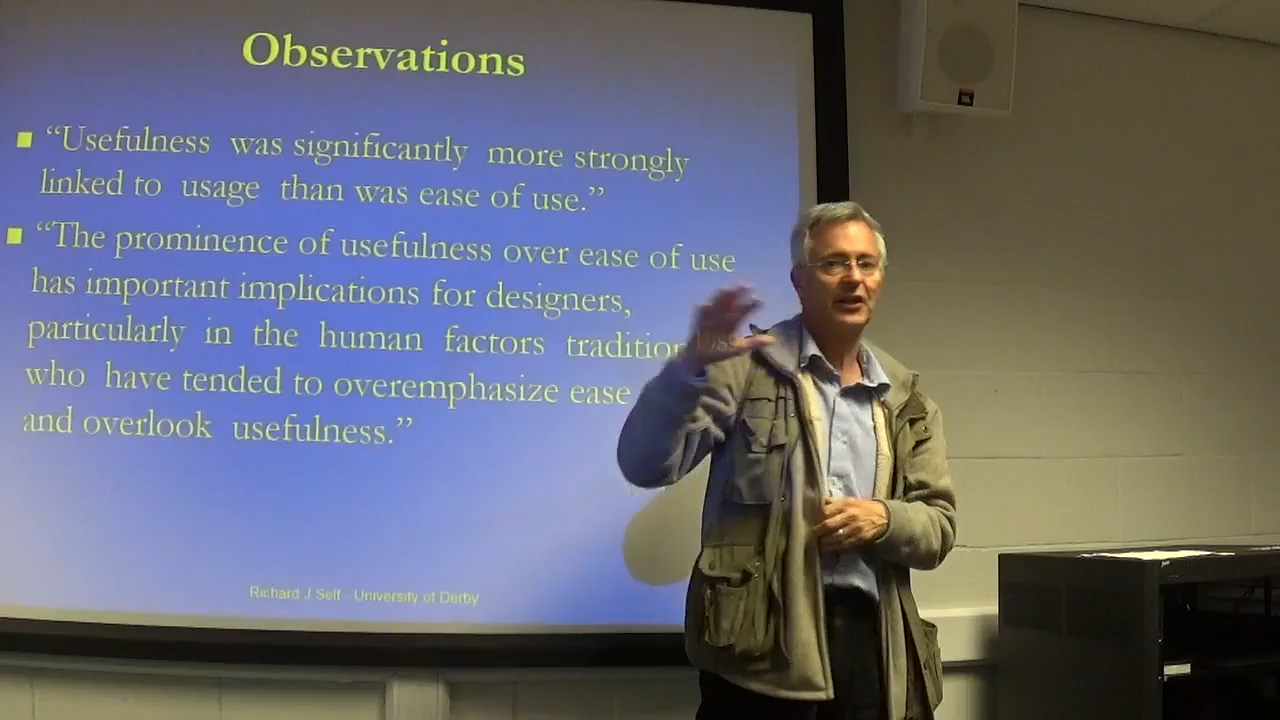 Observations
“Usefulness was significantly more strongly
linked to usage than was ease of use.”
“The prominence of usefulness over ease of use
has important implications for designers,
particularly in the human factors tradition
who have tended to overemphasize ease
and overlook usefulness.”
Richard J Self - University of Derby
JBL